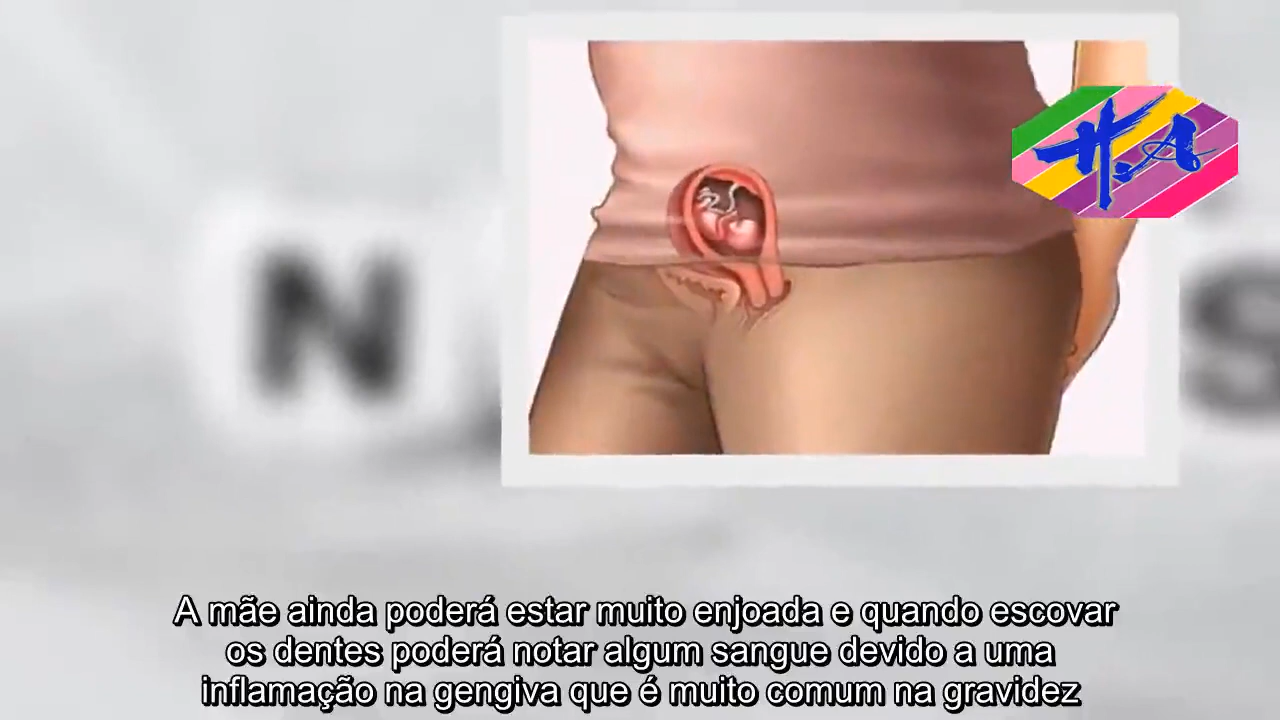 H.A
N
S
A mãe ainda poderá estar muito enjoada e quando escovar
os dentes poderá notar algum sangue devido a uma
inflamação na gengiva que é muito comum na gravidez